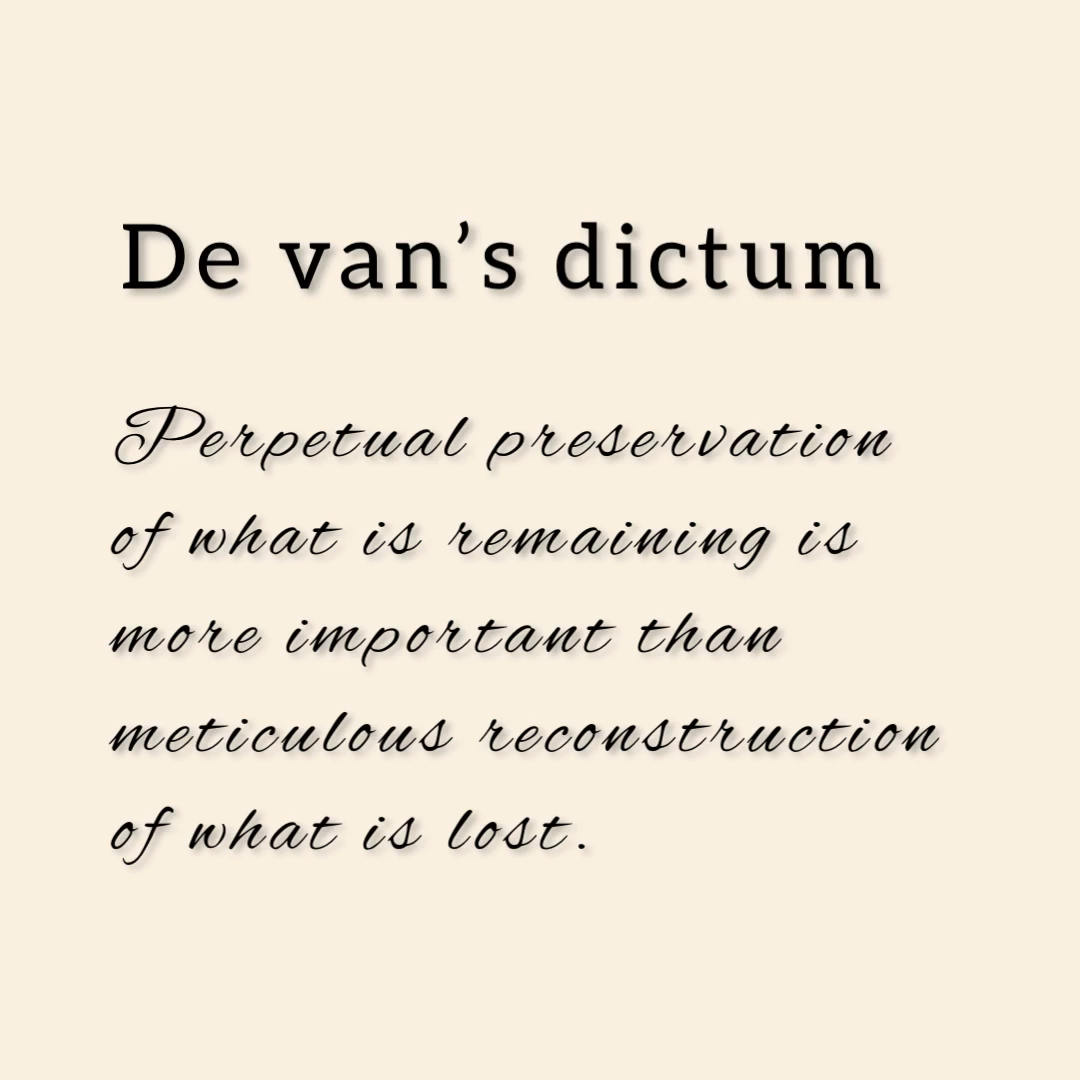 De van’s dictum
Perpetual preservation
of what is remaining is
more important than
meticulous reconstruction
of what is lost.